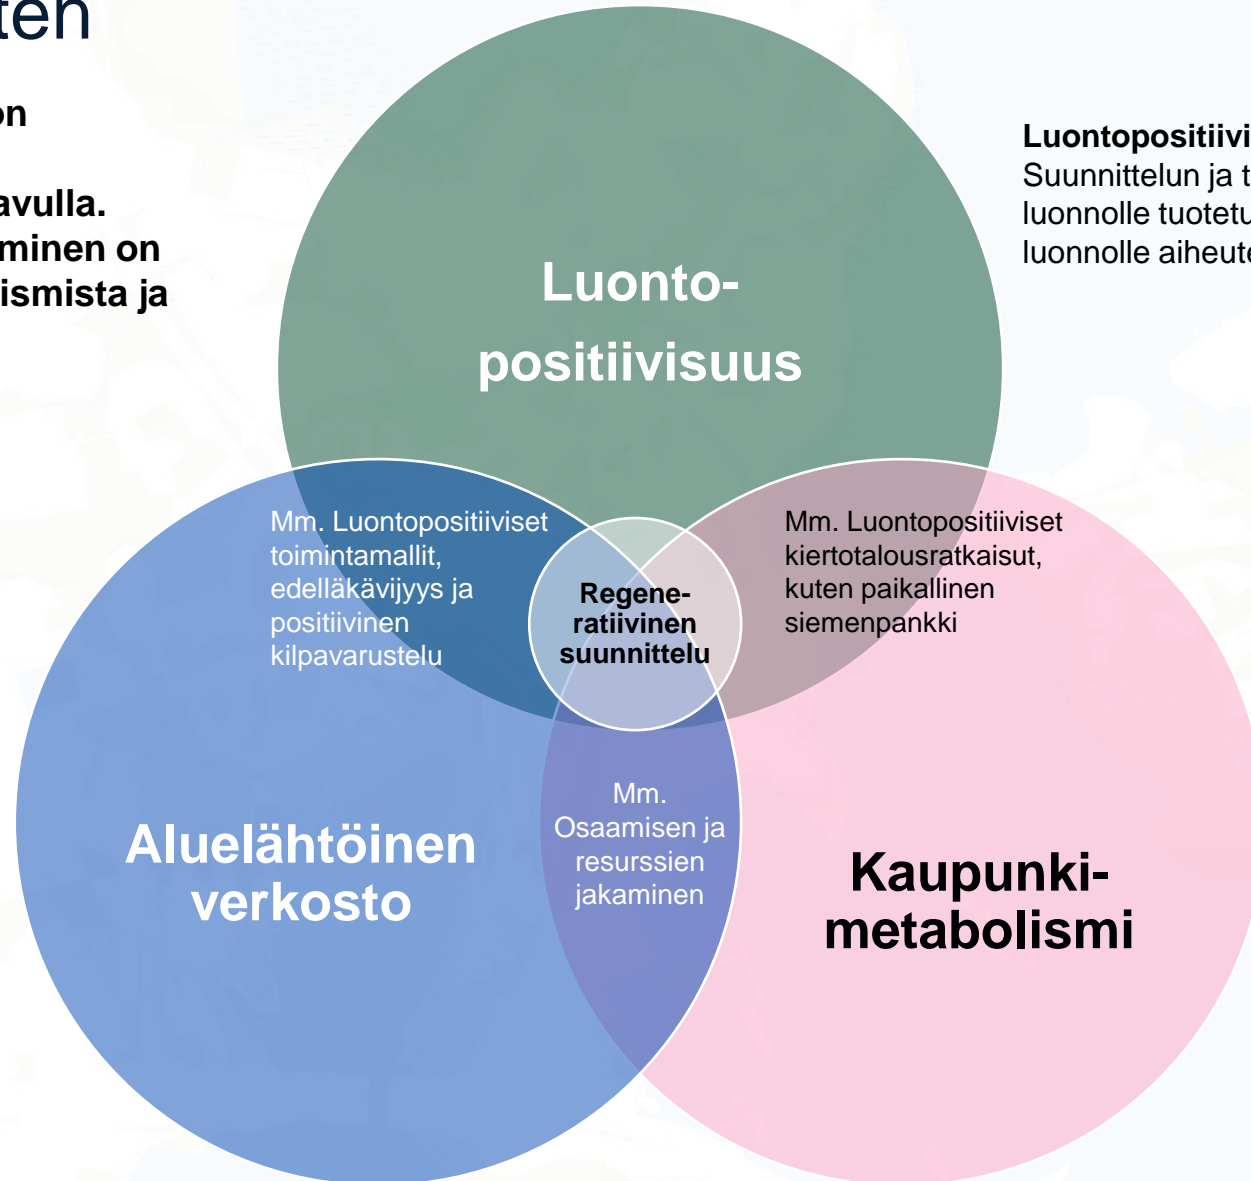 on
avulla.
minen on
ismista ja
Luontopositiivi
Suunnittelun ja t
luonnolle tuotetu
luonnolle aiheute
Luonto-
positiivisuus
Mm. Luontopositiiviset
toimintamallit,
edelläkävijyys ja
positiivinen
kilpavarustelu
Regene-
ratiivinen
suunnittelu
Mm. Luontopositiiviset
kiertotalousratkaisut,
kuten paikallinen
siemenpankki
Mm.
Osaamisen ja
resurssien
jakaminen
Aluelähtöinen
verkosto
Kaupunki-
metabolismi